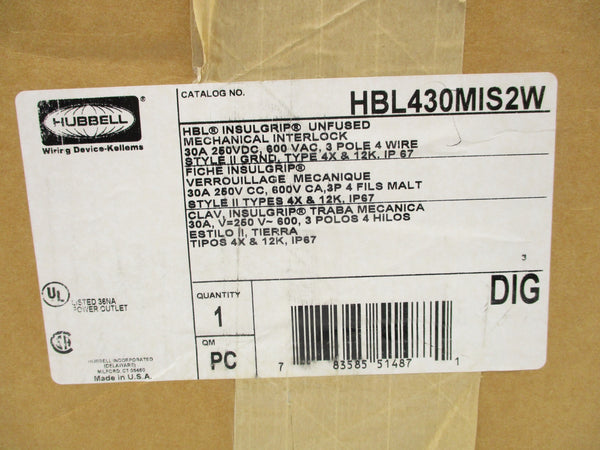 HUBBELL
®
Wiring Device-Kellems
CATALOG NO.
HBL430MIS2W
HBL® INSULGRIP® UNFUSED
MECHANICAL INTERLOCK
30A 250VDC, 600 VAC, 3 POLE 4 WIRE
STYLE II GRND, TYPE 4X & 12K, IP 67
FICHE INSULGRIP®
VERROUILLAGE MECANIQUE
30A 250V CC, 600V CA,3P 4 FILS MALT
STYLE II TYPES 4X & 12K, IP67
CLAV, INSULGRIP® TRABA MECANICA
30A, V=250 V~ 600, 3 POLOS 4 HILOS
ESTILO II, TIERRA
TIPOS 4X & 12K, IP67
3
UL
LISTED 36NA
POWER OUTLET
HUBBELL INCORPORATED
(DELAWARE)
MILFORD, CT 06460
Made in U.S.A.
QUANTITY
1
QM
PC
DIG
7 83585 51487 1